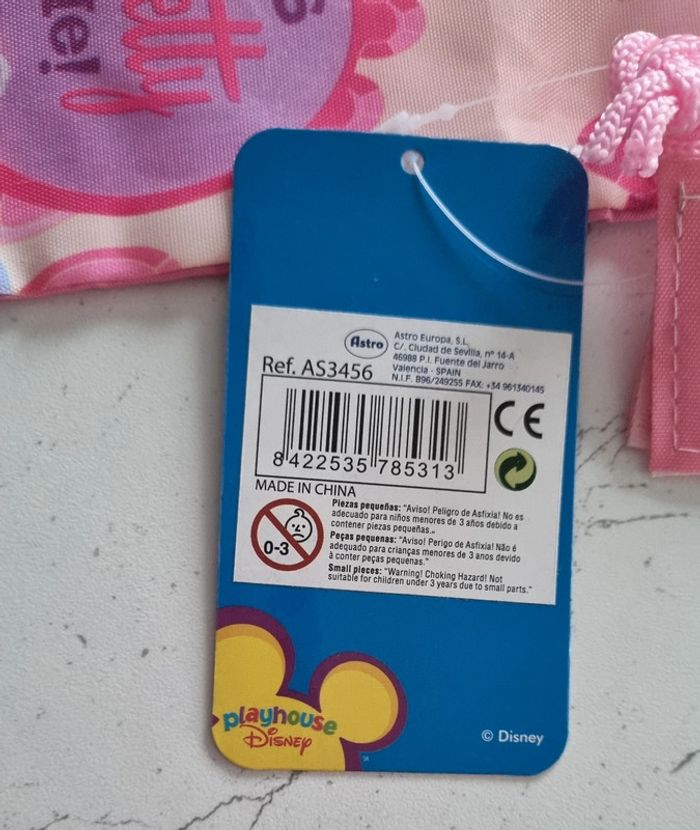 etty
e!
Astro
Astro Europa, S.L.
C/. Ciudad de Sevilla, nº 14-A
46988 P.I. Fuente del Jarro
Valencia - SPAIN
N.I.F. B96/249255 FAX: +34 961340145
Ref. AS3456
CE
8 422535 785313
MADE IN CHINA
0-3
Piezas pequeñas: "Aviso! Peligro de Asfixia! No es
adecuado para niños menores de 3 años debido a
contener piezas pequeñas...
Peças pequenas: "Aviso! Perigo de Asfixia! Não é
adequado para crianças menores de 3 anos devido
à conter peças pequenas."
Small pieces: "Warning! Choking Hazard! Not
suitable for children under 3 years due to small parts."
playhouse
Disney
© Disney